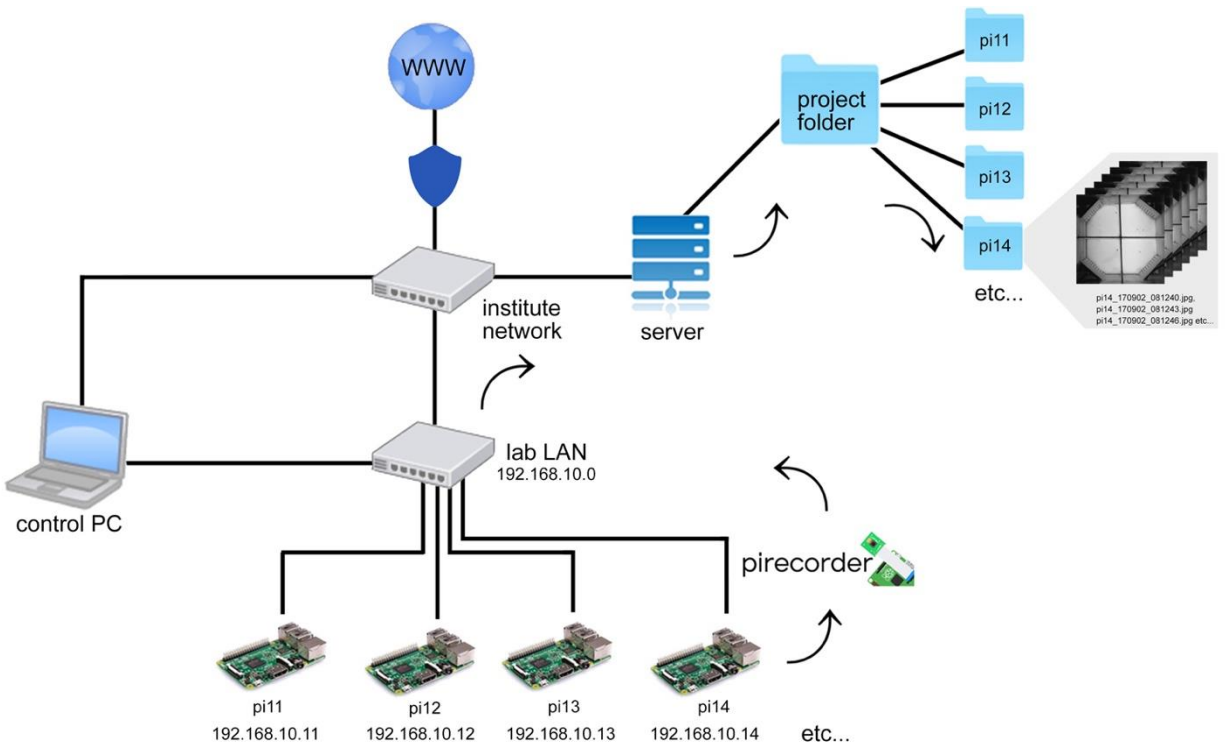 WWW
pi11
project
folder
pi12
pi13
pi14
etc...
pi14_170902_081240.jpg,
pi14_170902_081243.jpg
pi14_170902_081246.jpg etc...
institute
network
server
lab LAN
192.168.10.0
control PC
pirecorder
pi11
192.168.10.11
pi12
192.168.10.12
pi13
192.168.10.13
pi14
192.168.10.14
etc...